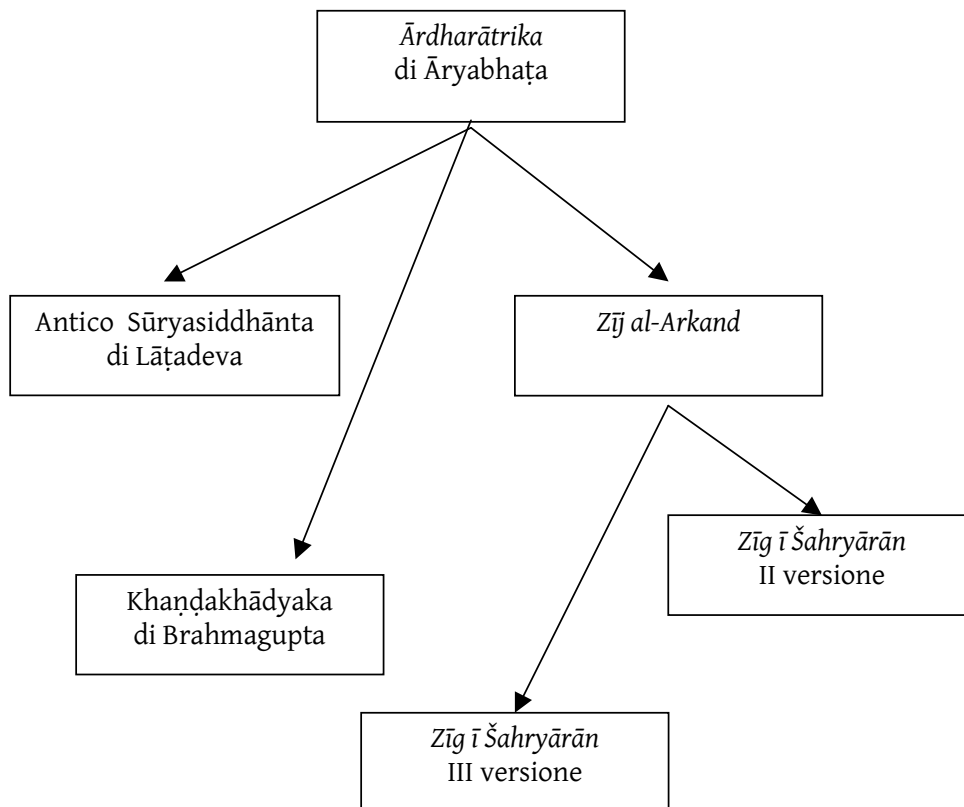 Ārdharātrika
di Āryabhaṭa
Antico Sūryasiddhānta
di Lāṭadeva
Zīj al-Arkand
Zīg ī Šahryārān
II versione
Khaṇḍakhādyaka
di Brahmagupta
Zīg ī Šahryārān
III versione